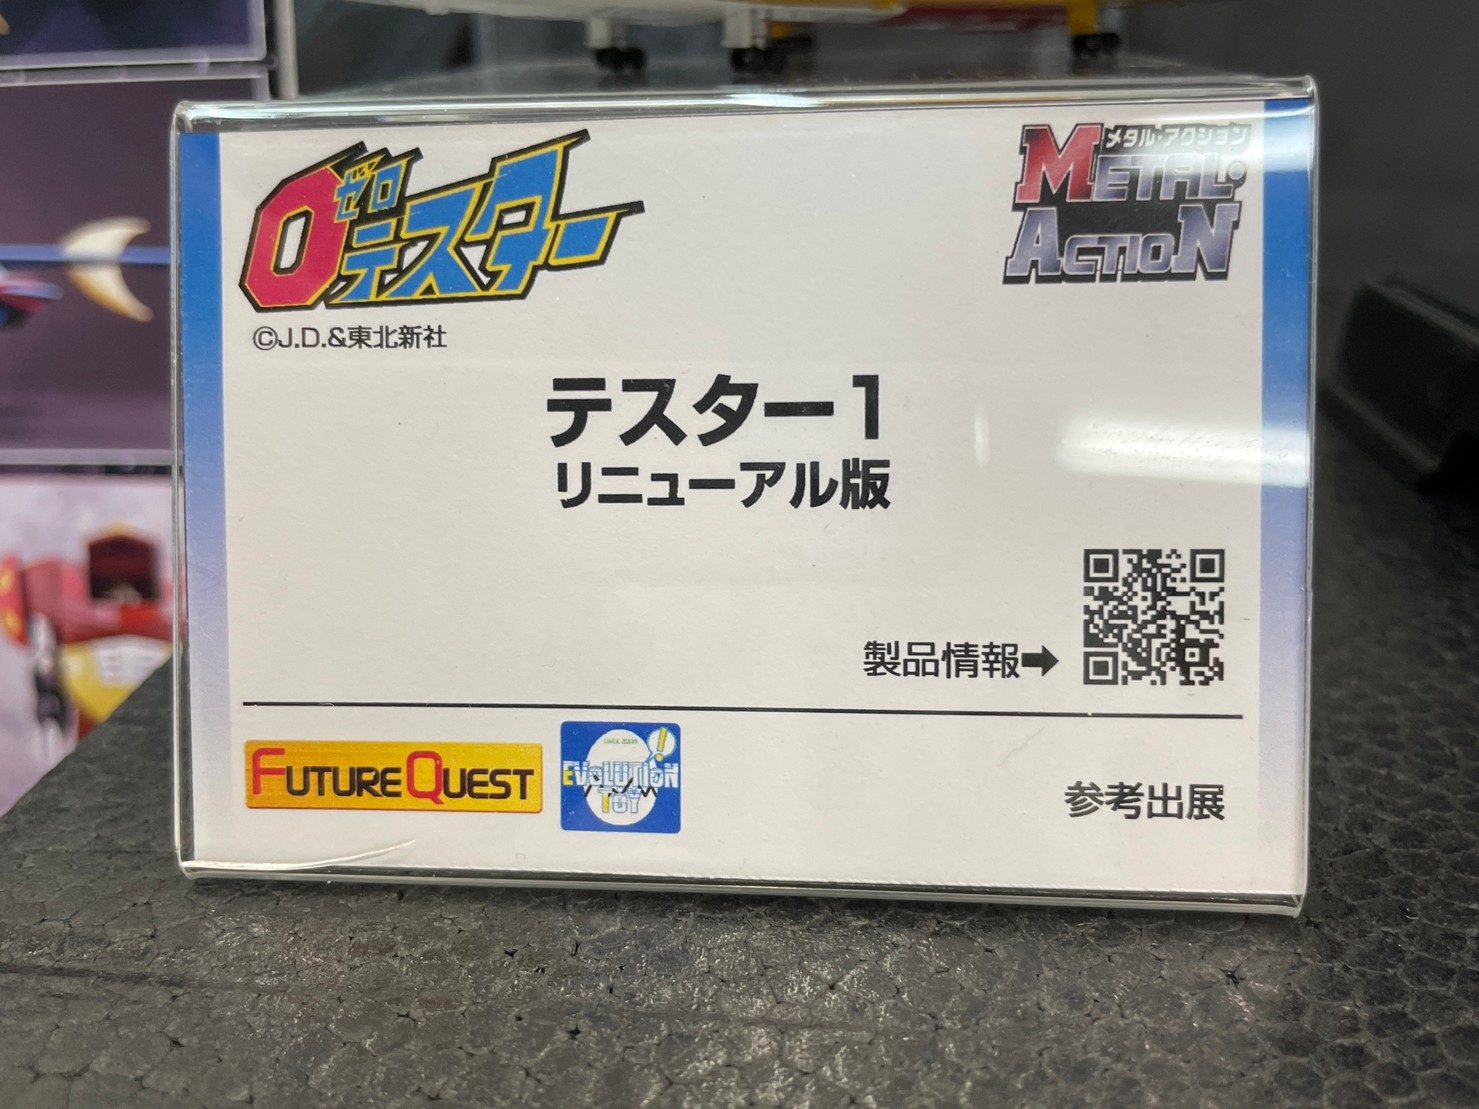 ゼロ
0テスター
©J.D.&東北新社
メタル・アクション
METAL・
ACTION
テスター1
リニューアル版
製品情報➡
FUTURE QUEST
EVOLUTION
TOY
参考出展